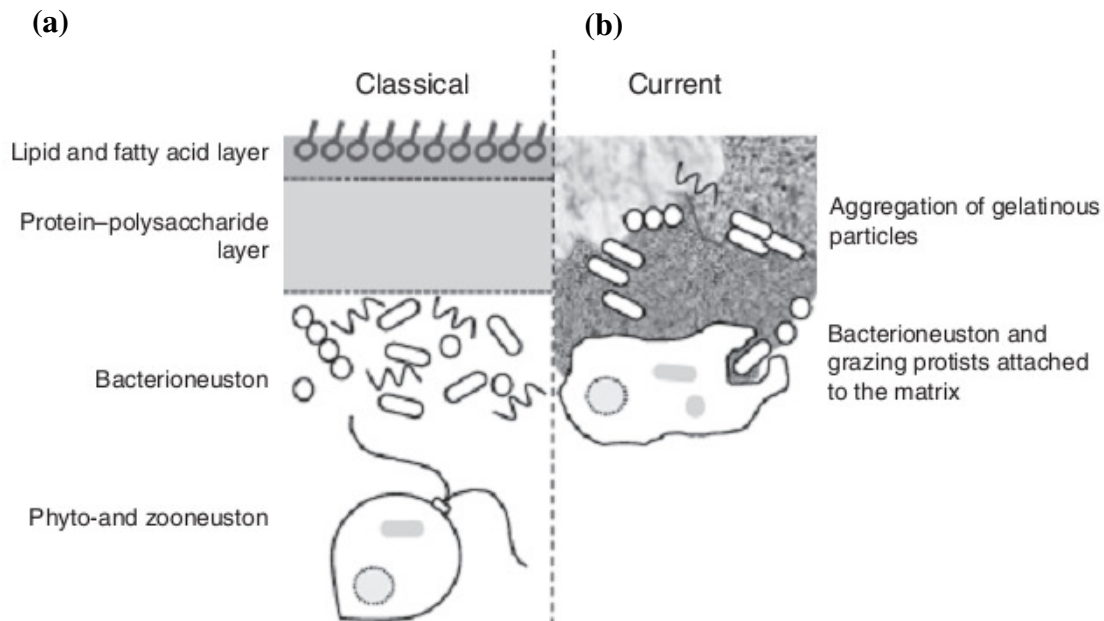 (a)
(b)
Classical
Current
Lipid and fatty acid layer
Protein–polysaccharide
layer
Bacterioneuston
Phyto-and zooneuston
Aggregation of gelatinous
particles
Bacterioneuston and
grazing protists attached
to the matrix